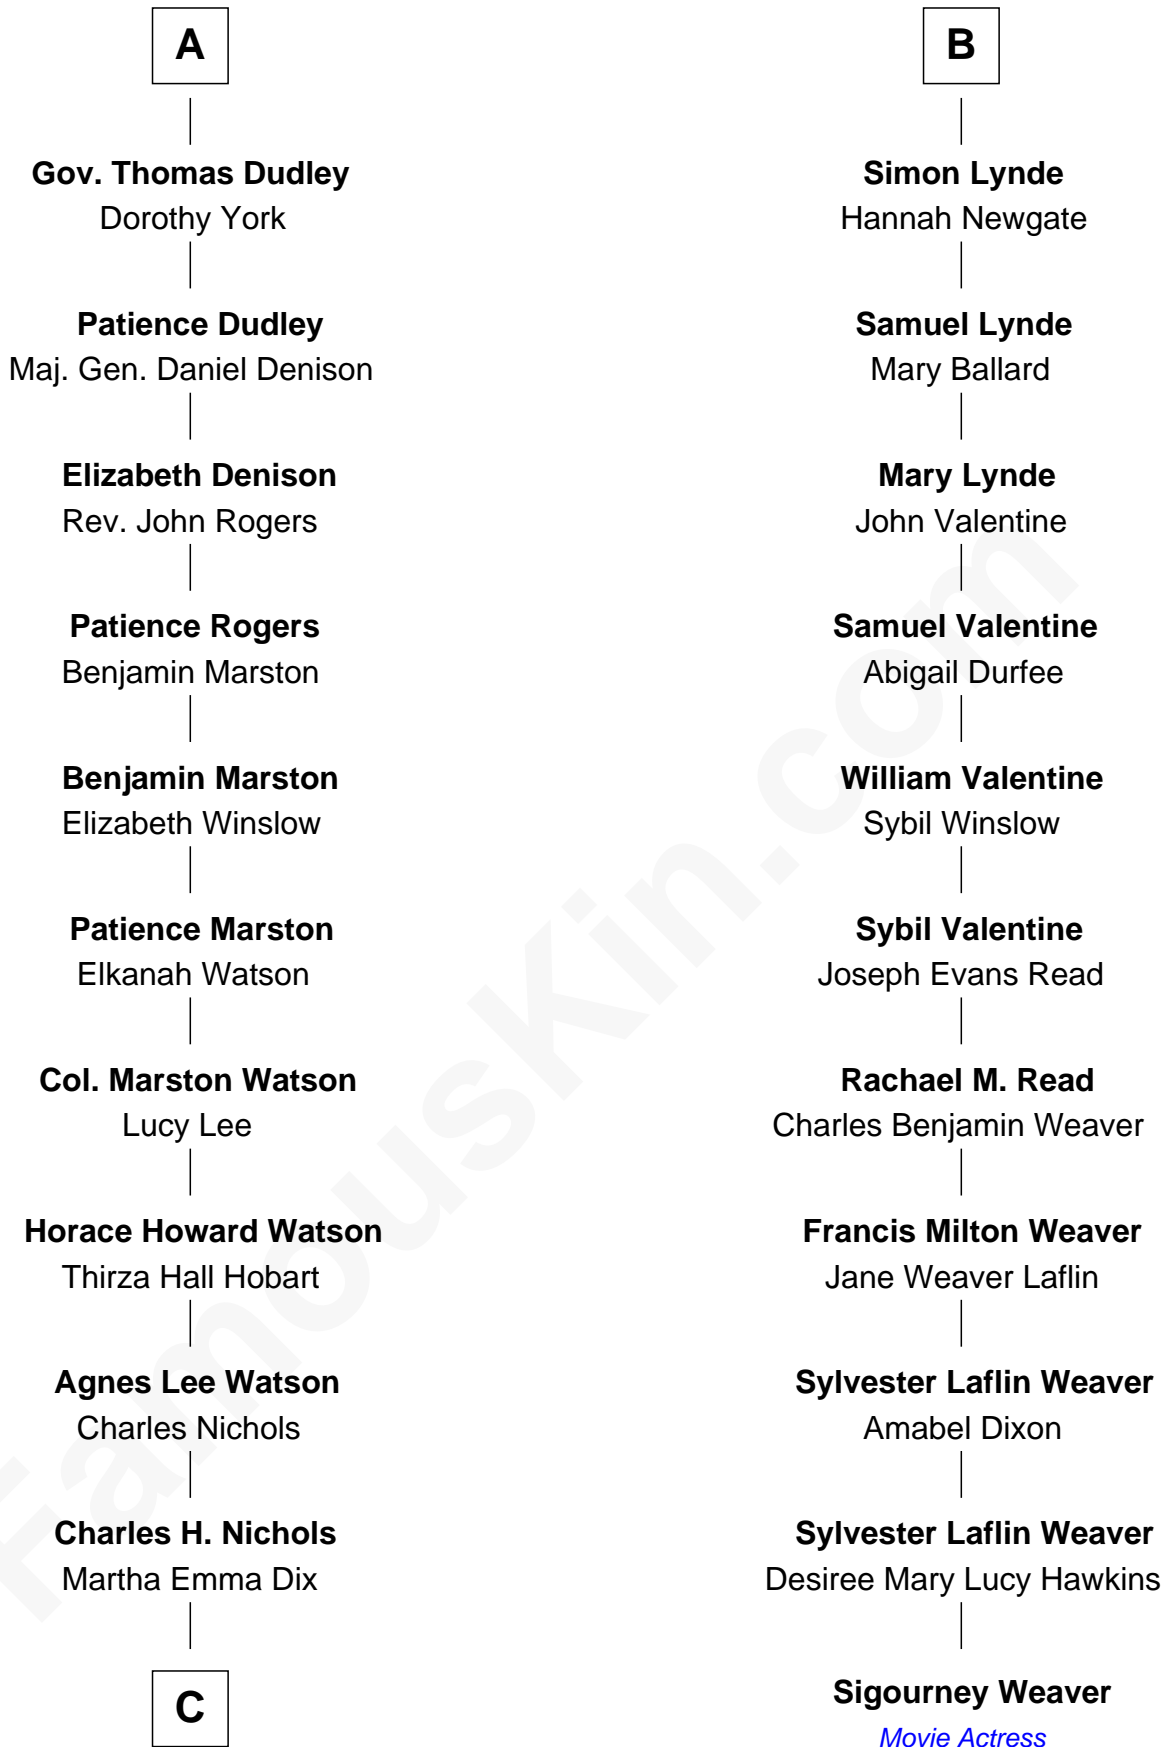 A
Gov. Thomas Dudley
Dorothy York
Patience Dudley
Maj. Gen. Daniel Denison
Elizabeth Denison
Rev. John Rogers
Patience Rogers
Benjamin Marston
Benjamin Marston
Elizabeth Winslow
Patience Marston
Elkanah Watson
Col. Marston Watson
Lucy Lee
Horace Howard Watson
Thirza Hall Hobart
Agnes Lee Watson
Charles Nichols
Charles H. Nichols
Martha Emma Dix
C
B
Simon Lynde
Hannah Newgate
Samuel Lynde
Mary Ballard
Mary Lynde
John Valentine
Samuel Valentine
Abigail Durfee
William Valentine
Sybil Winslow
Sybil Valentine
Joseph Evans Read
Rachael M. Read
Charles Benjamin Weaver
Francis Milton Weaver
Jane Weaver Laflin
Sylvester Laflin Weaver
Amabel Dixon
Sylvester Laflin Weaver
Desiree Mary Lucy Hawkins
Sigourney Weaver
Movie Actress
FamousKin.com